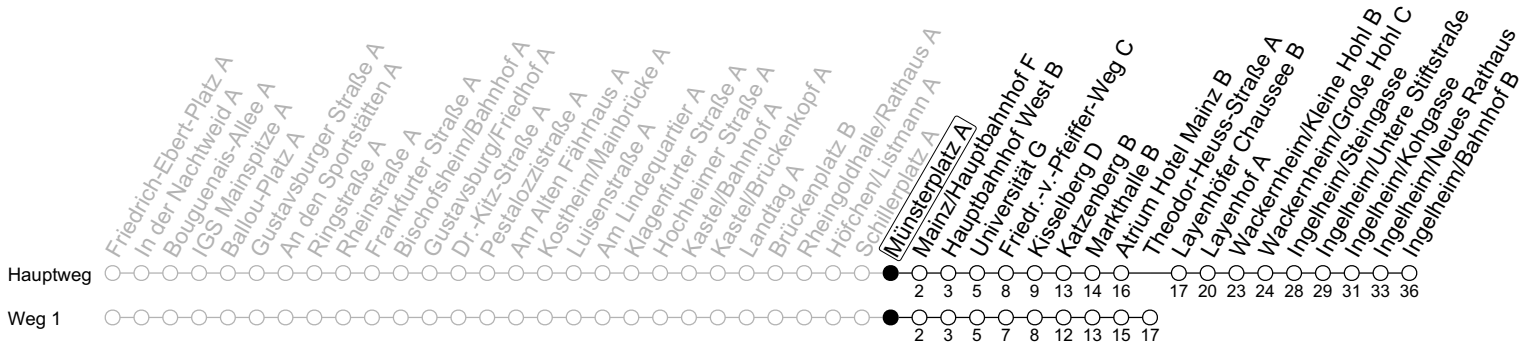 Friedrich-Ebert-Platz A
In der Nachtweid A
Bouguenais-Allee A
IGS Mainspitze A
Ballou-Platz A
Gustavsburger Straße A
An den Sportstätten A
Ringstraße A
Rheinstraße A
Frankfurter Straße A
Bischofsheim/Bahnhof A
Gustavsburg/Friedhof A
Dr.-Kitz-Straße A
Pestalozzistraße A
Am Alten Fährhaus A
Kostheim/Mainbrücke A
Luisenstraße A
Am Lindequartier A
Klagenfurter Straße A
Hochheimer Straße A
Kastel/Bahnhof A
Kastel/Brückenkopf A
Landtag A
Brückenplatz B
Rheingoldhalle/Rathaus A
Höfchen/Listmann A
Schillerplatz A
Münsterplatz A
Mainz/Hauptbahnhof F
Hauptbahnhof West B
Universität G
Friedr.-v.-Pfeiffer-Weg C
Kisselberg D
Katzenberg B
Markthalle B
Atrium Hotel Mainz B
Theodor-Heuss-Straße A
Layenhöfer Chaussee B
Layenhof A
Wackernheim/Kleine Hohl B
Wackernheim/Große Hohl C
Ingelheim/Steingasse
Ingelheim/Untere Stiftstraße
Ingelheim/Kohgasse
Ingelheim/Neues Rathaus
Ingelheim/Bahnhof B
Hauptweg
2 3 5 8 9 13 14 16 17 20 23 24 28 29 31 33 36
Weg 1
2 3 5 7 8 12 13 15 17